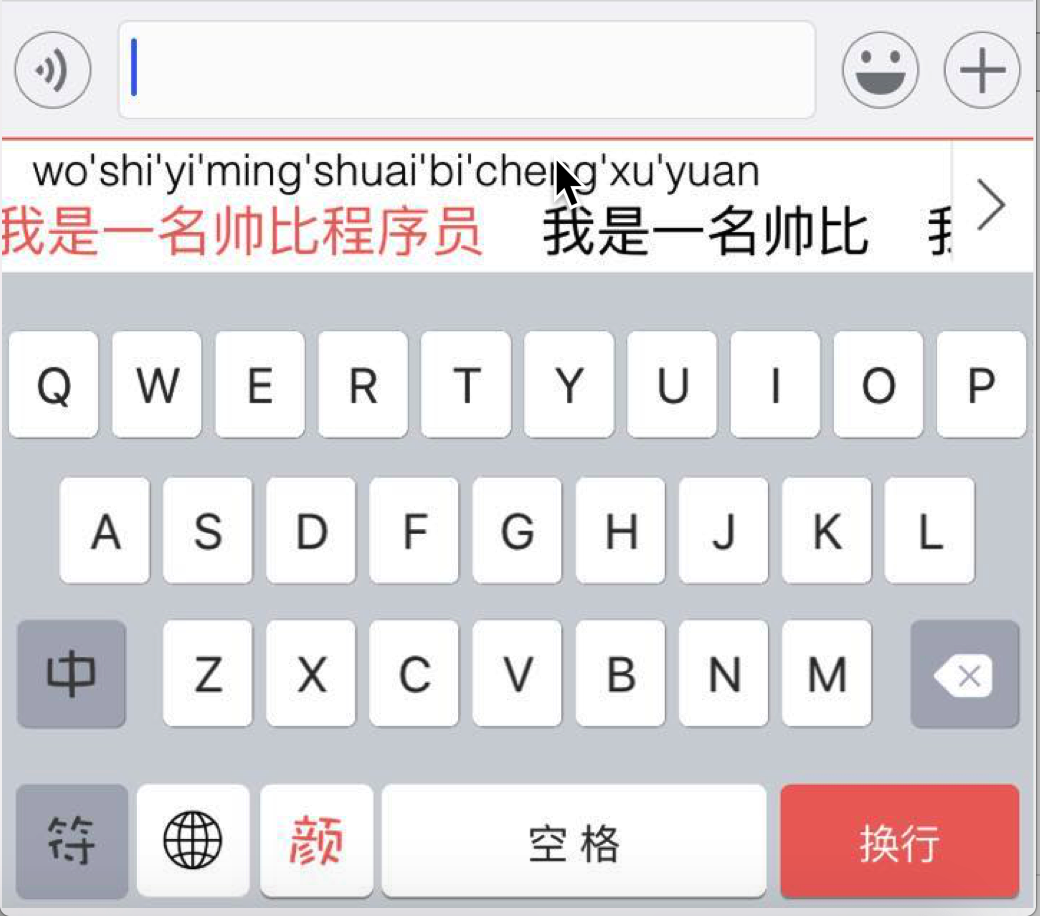 wo'shi'yi'ming'shuai'bi'cheng'xu'yuan
我是一名帅比程序员 我是一名帅比
Q W E R T Y U I O P
A S D F G H J K L
中 Z X C V B N M
符 颜 空格 换行